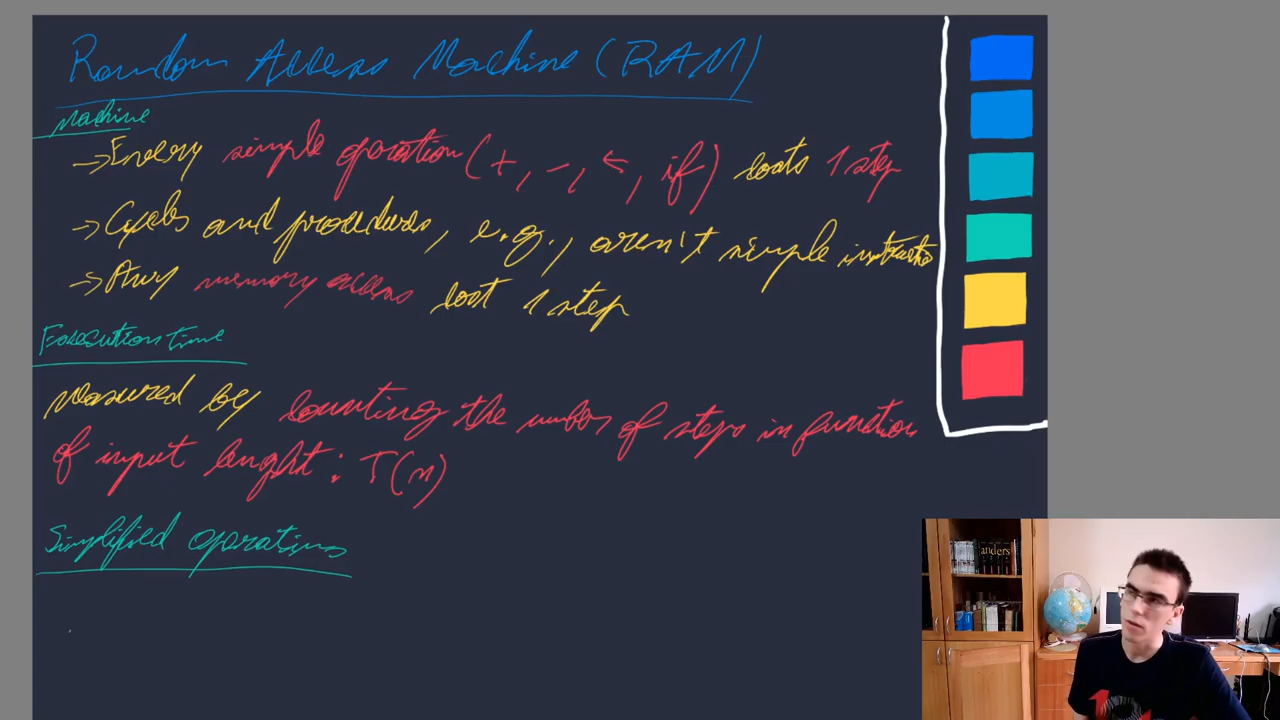 Random Access Machine (RAM)
Machine
→ Every simple operation (+, -, ←, if) costs 1 step
→ Cycles and procedures, e.g., aren't simple instructions
→ Any memory access cost 1 step
Execution time
Measured by counting the number of steps in function
of input lenght: T(n)
Simplified operations
anders